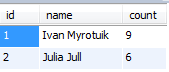 id name count
1 Ivan Myrotuik 9
2 Julia Jull 6